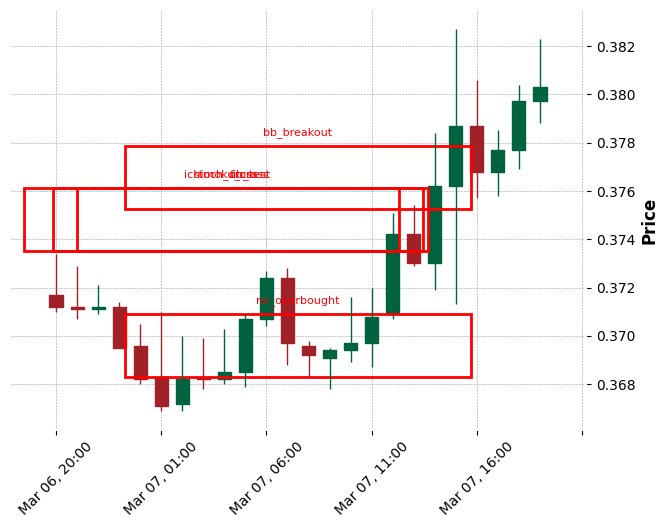 0.382
0.380
0.378
0.376
0.374
0.372
0.370
0.368
Price
bb_breakout
Mar 06, 20:00
Mar 07, 01:00
Mar 07, 06:00
Mar 07, 11:00
Mar 07, 16:00